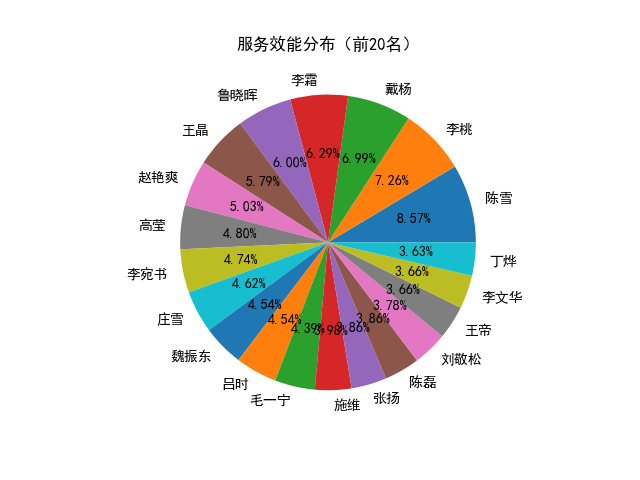 服务效能分布（前20名）
陈雪
8.57%
李桃
7.26%
戴杨
6.99%
李霜
6.29%
鲁晓晖
6.00%
王晶
5.79%
赵艳爽
5.03%
高莹
4.80%
李宛书
4.74%
庄雪
4.62%
魏振东
4.54%
吕时
4.54%
毛一宁
4.39%
施维
3.98%
张扬
3.86%
陈磊
3.86%
刘敬松
3.78%
王帝
3.66%
李文华
3.66%
丁烨
3.63%